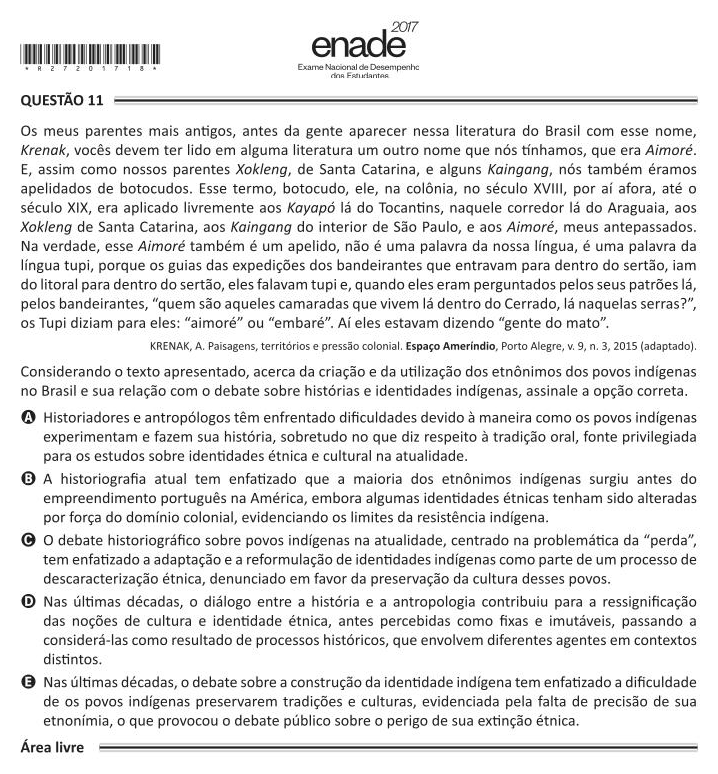 2017
enade
Exame Nacional de Desempenho
dos Estudantes
*R27201718*
QUESTÃO 11
Os meus parentes mais antigos, antes da gente aparecer nessa literatura do Brasil com esse nome,
Krenak, vocês devem ter lido em alguma literatura um outro nome que nós tínhamos, que era Aimoré.
E, assim como nossos parentes Xokleng, de Santa Catarina, e alguns Kaingang, nós também éramos
apelidados de botocudos. Esse termo, botocudo, ele, na colônia, no século XVIII, por aí afora, até o
século XIX, era aplicado livremente aos Kayapó lá do Tocantins, naquele corredor lá do Araguaia, aos
Xokleng de Santa Catarina, aos Kaingang do interior de São Paulo, e aos Aimoré, meus antepassados.
Na verdade, esse Aimoré também é um apelido, não é uma palavra da nossa língua, é uma palavra da
língua tupi, porque os guias das expedições dos bandeirantes que entravam para dentro do sertão, iam
do litoral para dentro do sertão, eles falavam tupi e, quando eles eram perguntados pelos seus patrões lá,
pelos bandeirantes, “quem são aqueles camaradas que vivem lá dentro do Cerrado, lá naquelas serras?”,
os Tupi diziam para eles: “aimoré” ou “embaré”. Aí eles estavam dizendo “gente do mato”.
KRENAK, A. Paisagens, territórios e pressão colonial. Espaço Ameríndio, Porto Alegre, v. 9, n. 3, 2015 (adaptado).
Considerando o texto apresentado, acerca da criação e da utilização dos etnônimos dos povos indígenas
no Brasil e sua relação com o debate sobre histórias e identidades indígenas, assinale a opção correta.
A Historiadores e antropólogos têm enfrentado dificuldades devido à maneira como os povos indígenas
experimentam e fazem sua história, sobretudo no que diz respeito à tradição oral, fonte privilegiada
para os estudos sobre identidades étnica e cultural na atualidade.
B A historiografia atual tem enfatizado que a maioria dos etnônimos indígenas surgiu antes do
empreendimento português na América, embora algumas identidades étnicas tenham sido alteradas
por força do domínio colonial, evidenciando os limites da resistência indígena.
C O debate historiográfico sobre povos indígenas na atualidade, centrado na problemática da “perda”,
tem enfatizado a adaptação e a reformulação de identidades indígenas como parte de um processo de
descaracterização étnica, denunciado em favor da preservação da cultura desses povos.
D Nas últimas décadas, o diálogo entre a história e a antropologia contribuiu para a ressignificação
das noções de cultura e identidade étnica, antes percebidas como fixas e imutáveis, passando a
considerá-las como resultado de processos históricos, que envolvem diferentes agentes em contextos
distintos.
E Nas últimas décadas, o debate sobre a construção da identidade indígena tem enfatizado a dificuldade
de os povos indígenas preservarem tradições e culturas, evidenciada pela falta de precisão de sua
etnonímia, o que provocou o debate público sobre o perigo de sua extinção étnica.
Área livre